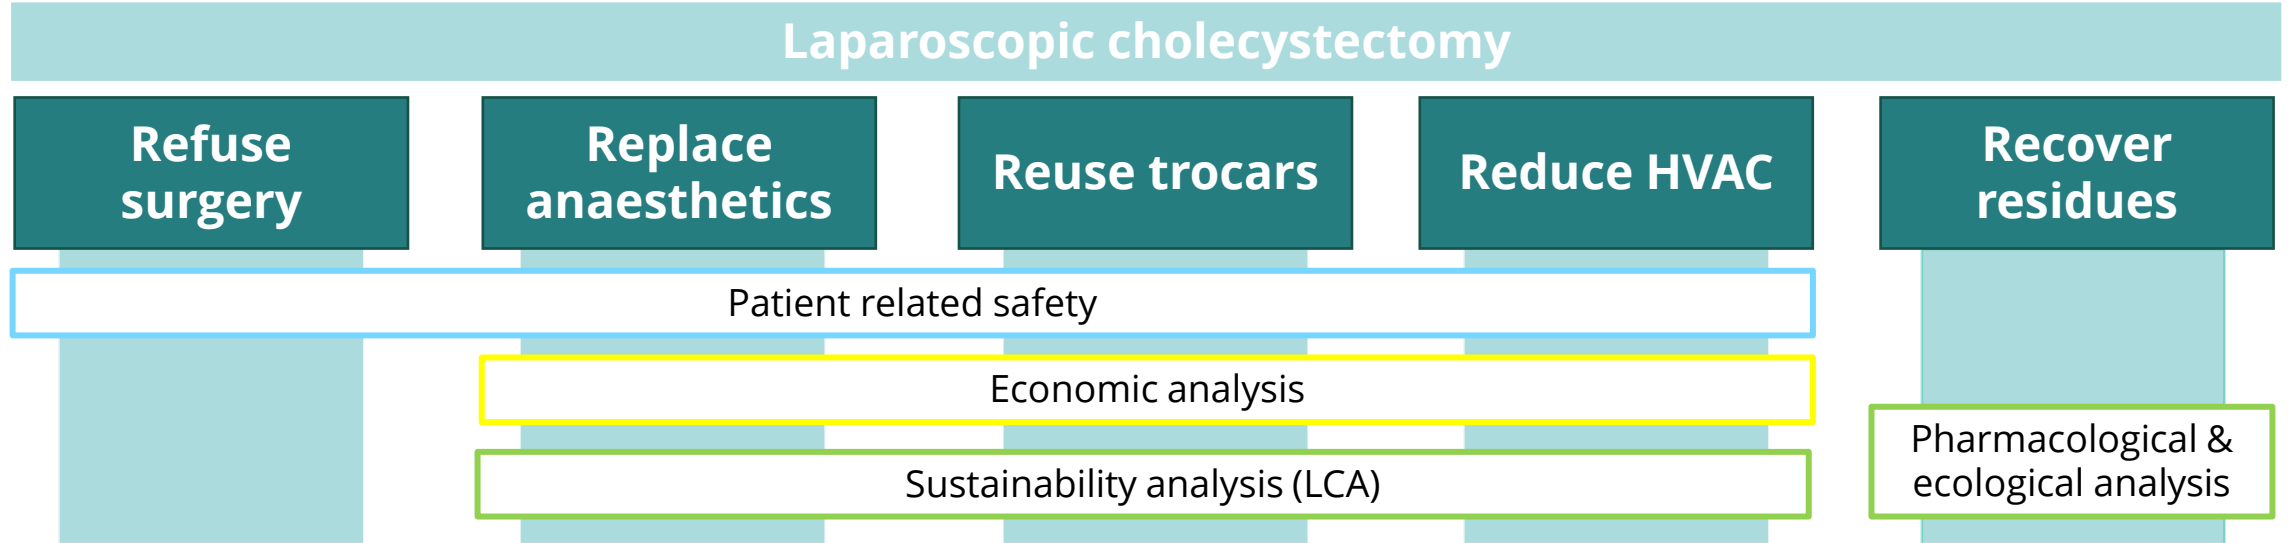 Laparoscopic cholecystectomy
Refuse
surgery
Replace
anaesthetics
Reuse trocars
Reduce HVAC
Recover
residues
Patient related safety
Economic analysis
Sustainability analysis (LCA)
Pharmacological &
ecological analysis